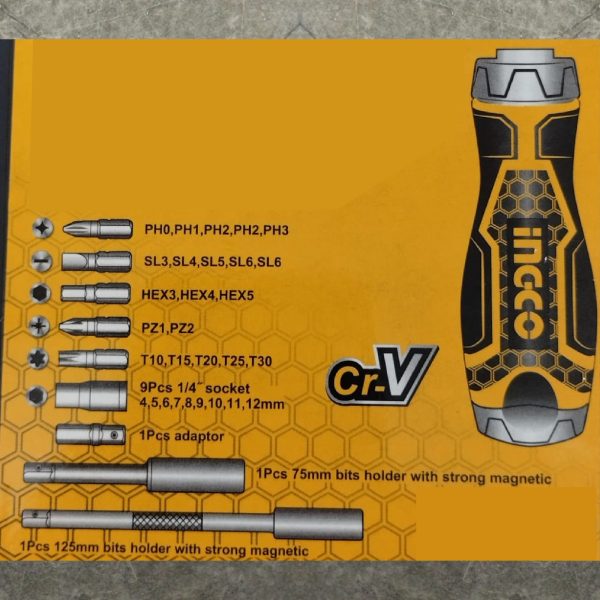 PH0,PH1,PH2,PH2,PH3
SL3,SL4,SL5,SL6,SL6
HEX3,HEX4,HEX5
PZ1,PZ2
T10,T15,T20,T25,T30
9Pcs 1/4″ socket
4,5,6,7,8,9,10,11,12mm
1Pcs adaptor
1Pcs 75mm bits holder with strong magnetic
1Pcs 125mm bits holder with strong magnetic
Cr-V
INGCO